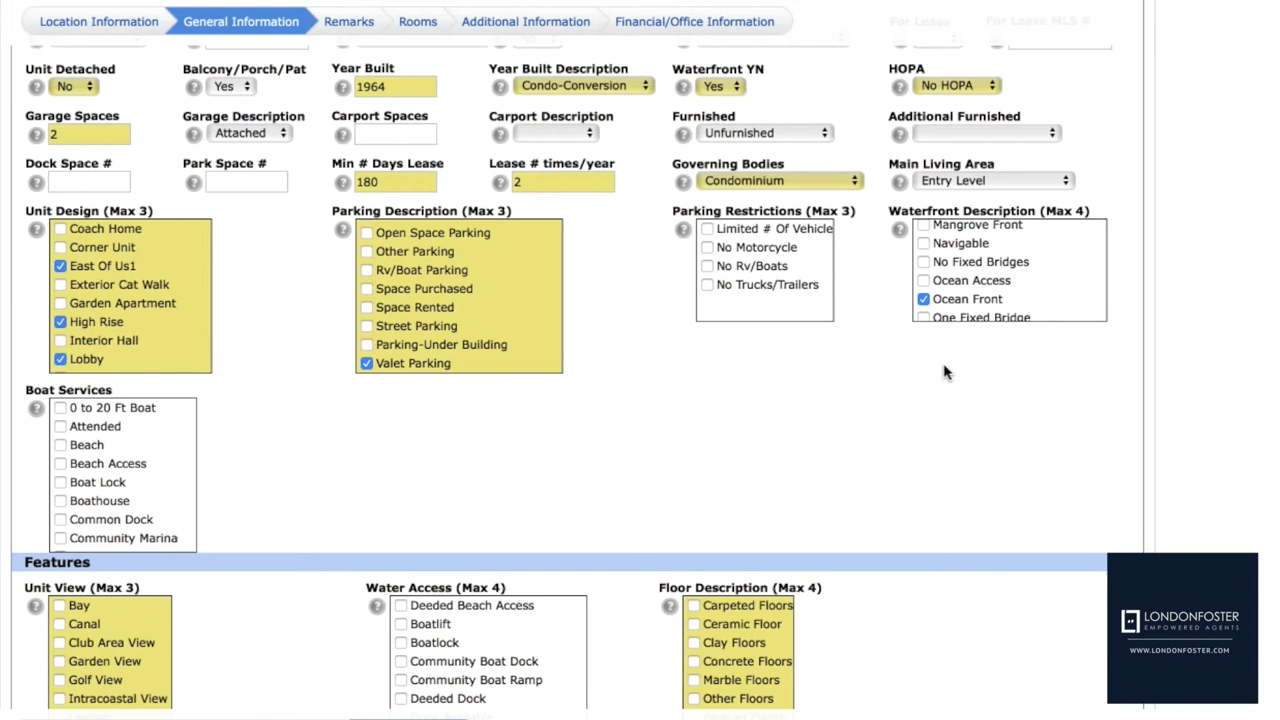 Location Information General Information Remarks Rooms Additional Information Financial/Office Information
For Lease For Lease MLS #
Unit Detached Balcony/Porch/Pat Year Built Year Built Description Waterfront YN HOPA
No Yes 1964 Condo-Conversion Yes No HOPA
Garage Spaces Garage Description Carport Spaces Carport Description Furnished Additional Furnished
2 Attached Unfurnished
Dock Space # Park Space # Min # Days Lease Lease # times/year Governing Bodies Main Living Area
180 2 Condominium Entry Level
Unit Design (Max 3) Parking Description (Max 3) Parking Restrictions (Max 3) Waterfront Description (Max 4)
Coach Home
Corner Unit
East Of Us1
Exterior Cat Walk
Garden Apartment
High Rise
Interior Hall
Lobby
Open Space Parking
Other Parking
Rv/Boat Parking
Space Purchased
Space Rented
Street Parking
Parking-Under Building
Valet Parking
Limited # Of Vehicle
No Motorcycle
No Rv/Boats
No Trucks/Trailers
Mangrove Front
Navigable
No Fixed Bridges
Ocean Access
Ocean Front
One Fixed Bridge
Boat Services
0 to 20 Ft Boat
Attended
Beach
Beach Access
Boat Lock
Boathouse
Common Dock
Community Marina
Features
Unit View (Max 3) Water Access (Max 4) Floor Description (Max 4)
Bay
Canal
Club Area View
Garden View
Golf View
Intracoastal View
Deeded Beach Access
Boatlift
Boatlock
Community Boat Dock
Community Boat Ramp
Deeded Dock
Carpeted Floors
Ceramic Floor
Clay Floors
Concrete Floors
Marble Floors
Other Floors
LONDONFOSTER
EMPOWERED AGENTS
WWW.LONDONFOSTER.COM